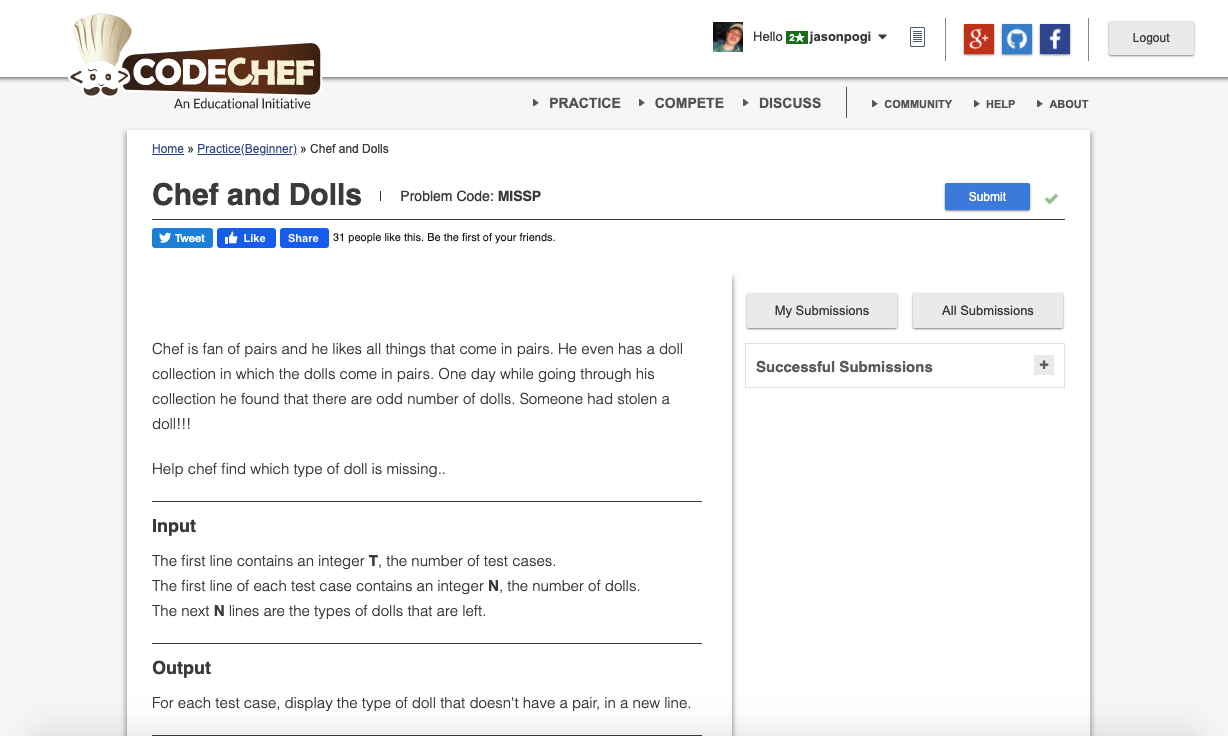 CODECHEF
An Educational Initiative
Hello 2★ jasonpogi
Logout
PRACTICE COMPETE DISCUSS COMMUNITY HELP ABOUT
Home » Practice(Beginner) » Chef and Dolls
Chef and Dolls Problem Code: MISSP
Submit
Tweet Like Share 31 people like this. Be the first of your friends.
My Submissions All Submissions
Successful Submissions +
Chef is fan of pairs and he likes all things that come in pairs. He even has a doll
collection in which the dolls come in pairs. One day while going through his
collection he found that there are odd number of dolls. Someone had stolen a
doll!!!
Help chef find which type of doll is missing..
Input
The first line contains an integer T, the number of test cases.
The first line of each test case contains an integer N, the number of dolls.
The next N lines are the types of dolls that are left.
Output
For each test case, display the type of doll that doesn't have a pair, in a new line.